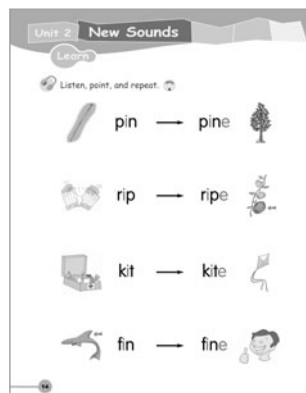 Unit 2 New Sounds
Learn
Listen, point, and repeat.
pin → pine
rip → ripe
kit → kite
fin → fine
14